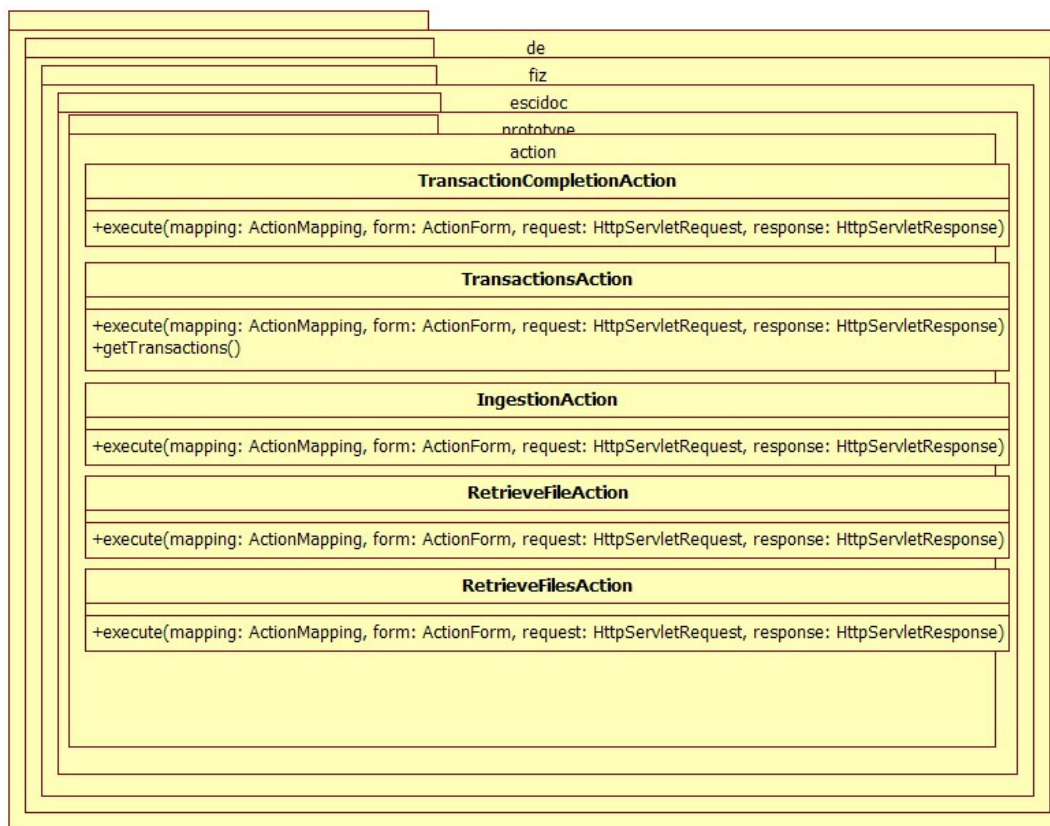 de
fiz
escidoc
prototype
action
TransactionCompletionAction
+execute(mapping: ActionMapping, form: ActionForm, request: HttpServletRequest, response: HttpServletResponse)
TransactionsAction
+execute(mapping: ActionMapping, form: ActionForm, request: HttpServletRequest, response: HttpServletResponse)
+getTransactions()
IngestionAction
+execute(mapping: ActionMapping, form: ActionForm, request: HttpServletRequest, response: HttpServletResponse)
RetrieveFileAction
+execute(mapping: ActionMapping, form: ActionForm, request: HttpServletRequest, response: HttpServletResponse)
RetrieveFilesAction
+execute(mapping: ActionMapping, form: ActionForm, request: HttpServletRequest, response: HttpServletResponse)